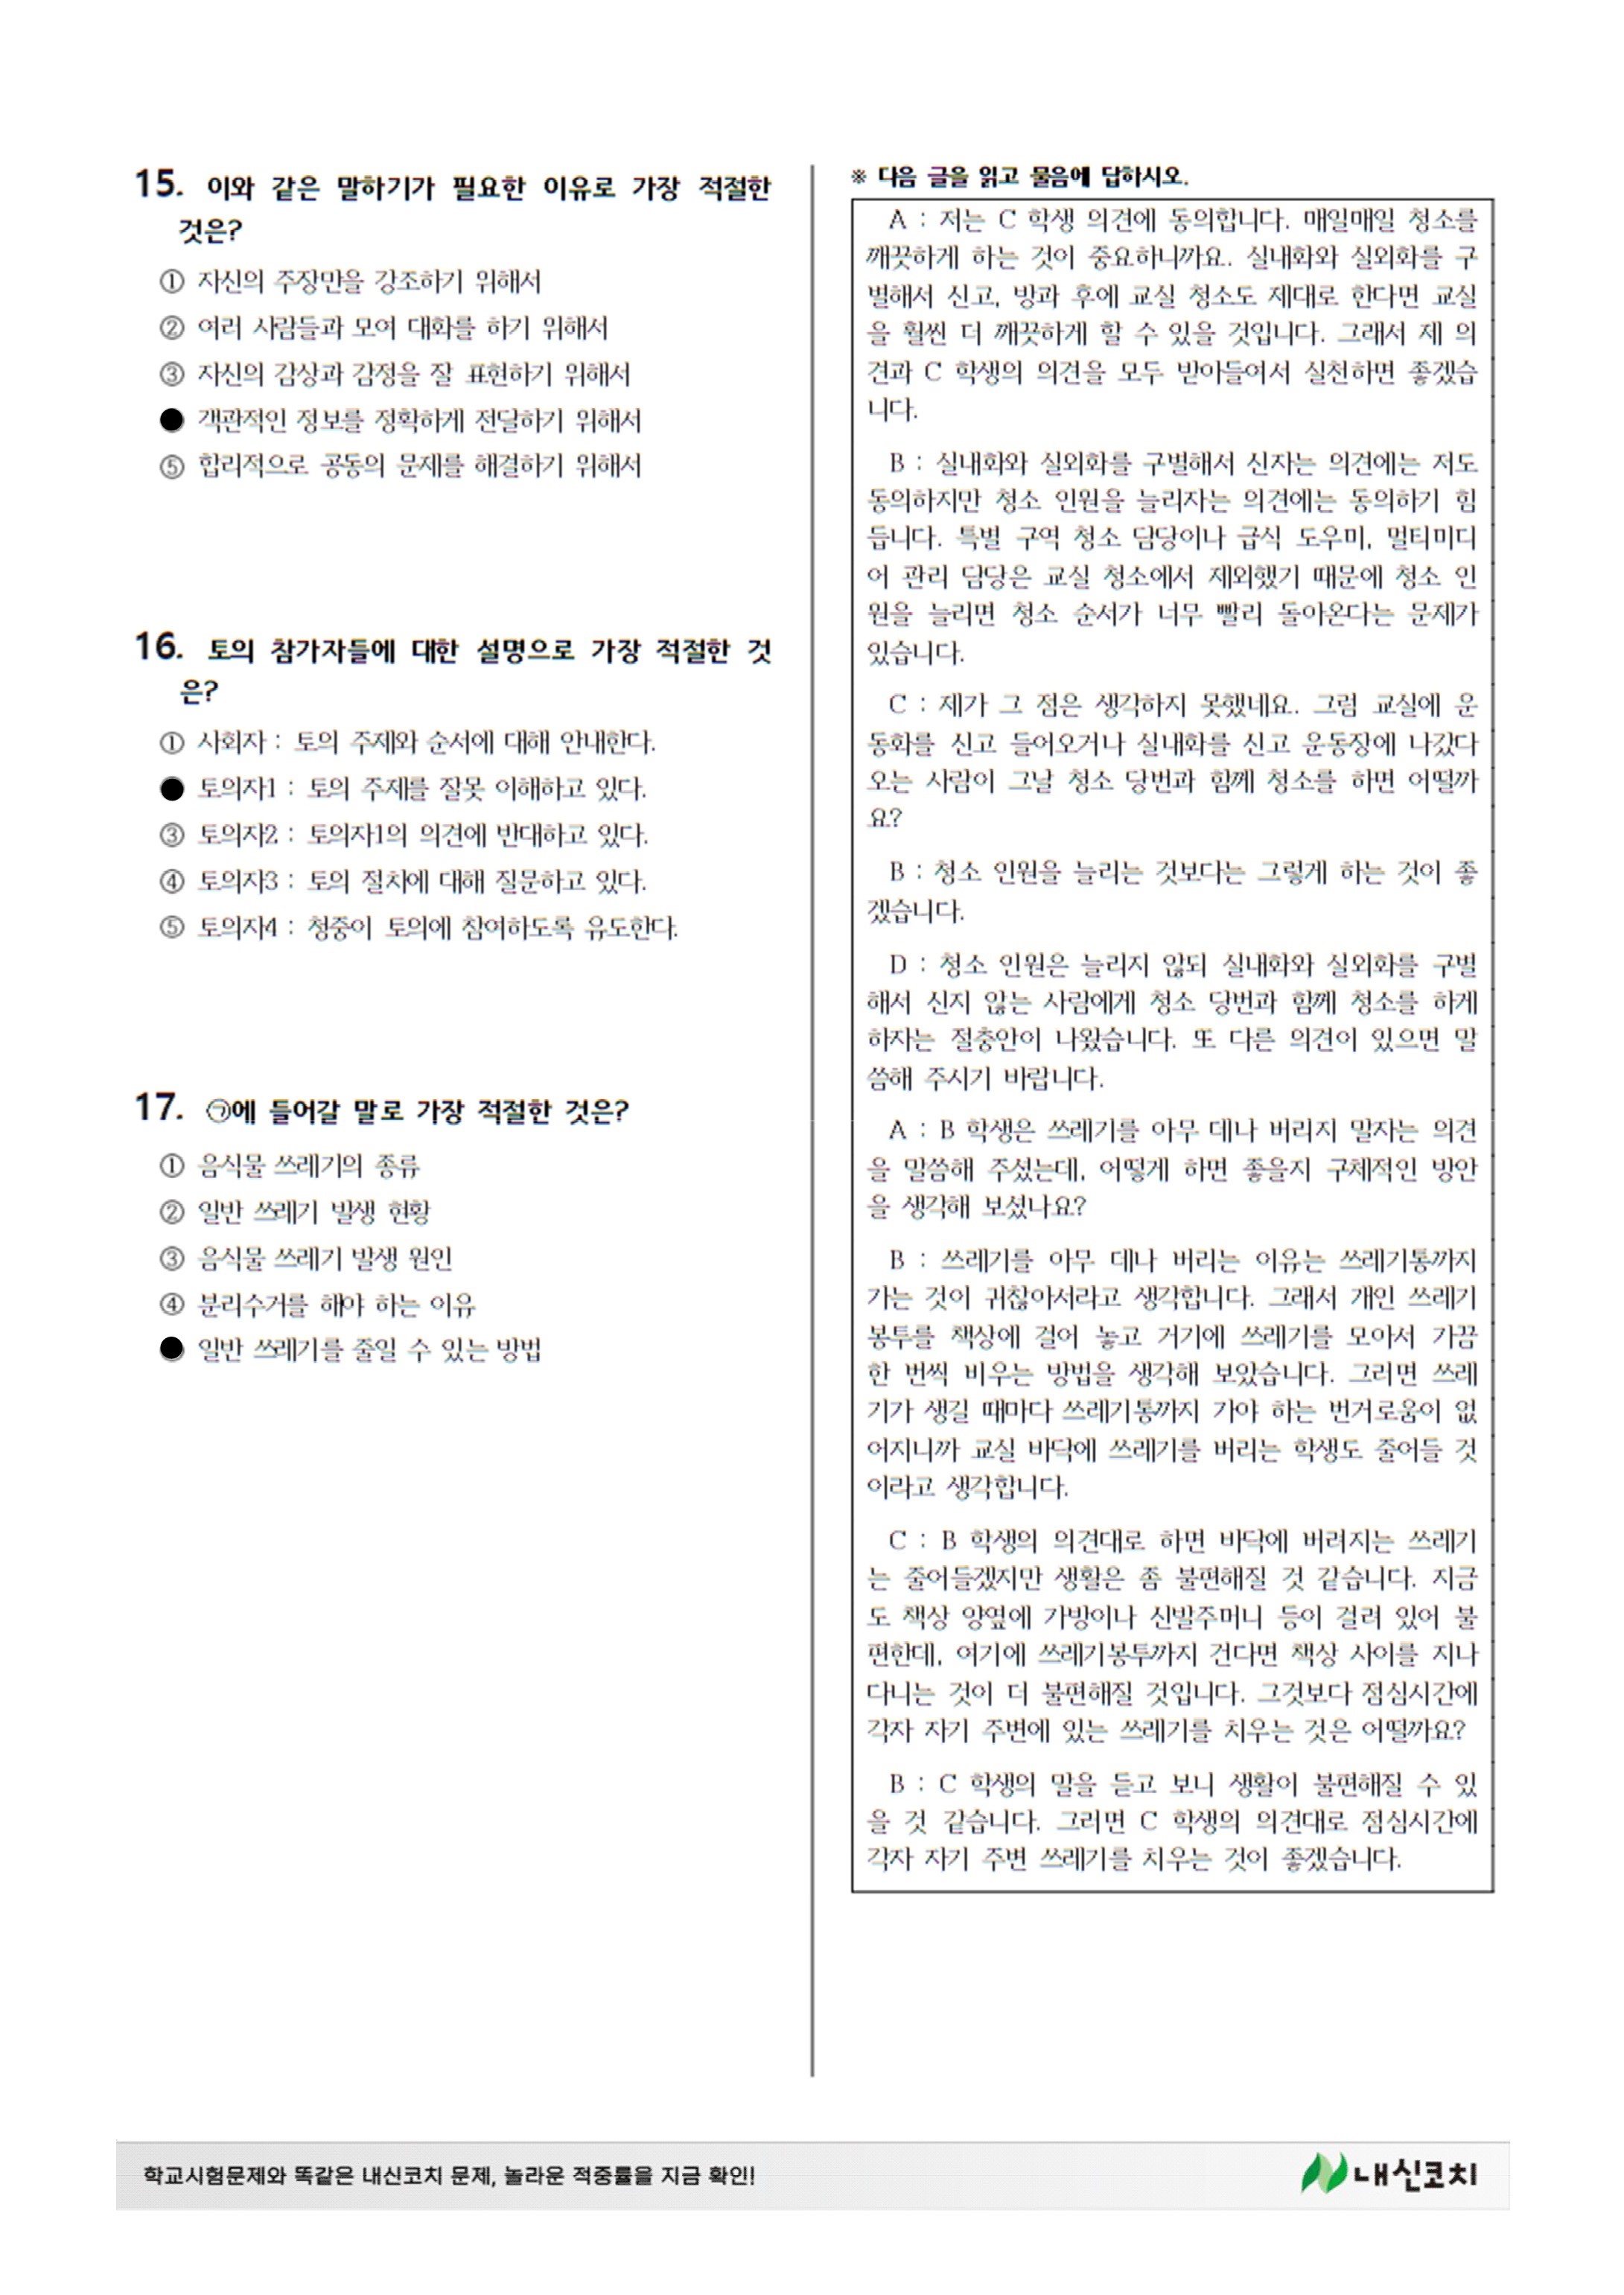 15. 이와 같은 말하기가 필요한 이유로 가장 적절한
것은?
① 자신의 주장만을 강조하기 위해서
② 여러 사람들과 모여 대화를 하기 위해서
③ 자신의 감상과 감정을 잘 표현하기 위해서
● 객관적인 정보를 정확하게 전달하기 위해서
⑤ 합리적으로 공동의 문제를 해결하기 위해서
16. 토의 참가자들에 대한 설명으로 가장 적절한 것
은?
① 사회자 : 토의 주제와 순서에 대해 안내한다.
● 토의자1 : 토의 주제를 잘못 이해하고 있다.
③ 토의자2 : 토의자1의 의견에 반대하고 있다.
④ 토의자3 : 토의 절차에 대해 질문하고 있다.
⑤ 토의자4 : 청중이 토의에 참여하도록 유도한다.
17. ㉠에 들어갈 말로 가장 적절한 것은?
① 음식물 쓰레기의 종류
② 일반 쓰레기 발생 현황
③ 음식물 쓰레기 발생 원인
④ 분리수거를 해야 하는 이유
● 일반 쓰레기를 줄일 수 있는 방법
※ 다음 글을 읽고 물음에 답하시오.
A : 저는 C 학생 의견에 동의합니다. 매일매일 청소를
깨끗하게 하는 것이 중요하니까요. 실내화와 실외화를 구
별해서 신고, 방과 후에 교실 청소도 제대로 한다면 교실
을 훨씬 더 깨끗하게 할 수 있을 것입니다. 그래서 제 의
견과 C 학생의 의견을 모두 받아들여서 실천하면 좋겠습
니다.
B : 실내화와 실외화를 구별해서 신자는 의견에는 저도
동의하지만 청소 인원을 늘리자는 의견에는 동의하기 힘
듭니다. 특별 구역 청소 담당이나 급식 도우미, 멀티미디
어 관리 담당은 교실 청소에서 제외했기 때문에 청소 인
원을 늘리면 청소 순서가 너무 빨리 돌아온다는 문제가
있습니다.
C : 제가 그 점은 생각하지 못했네요. 그럼 교실에 운
동화를 신고 들어오거나 실내화를 신고 운동장에 나갔다
오는 사람이 그날 청소 당번과 함께 청소를 하면 어떨까
요?
B : 청소 인원을 늘리는 것보다는 그렇게 하는 것이 좋
겠습니다.
D : 청소 인원은 늘리지 않되 실내화와 실외화를 구별
해서 신지 않는 사람에게 청소 당번과 함께 청소를 하게
하자는 절충안이 나왔습니다. 또 다른 의견이 있으면 말
씀해 주시기 바랍니다.
A : B 학생은 쓰레기를 아무 데나 버리지 말자는 의견
을 말씀해 주셨는데, 어떻게 하면 좋을지 구체적인 방안
을 생각해 보셨나요?
B : 쓰레기를 아무 데나 버리는 이유는 쓰레기통까지
가는 것이 귀찮아서라고 생각합니다. 그래서 개인 쓰레기
봉투를 책상에 걸어 놓고 거기에 쓰레기를 모아서 가끔
한 번씩 비우는 방법을 생각해 보았습니다. 그러면 쓰레
기가 생길 때마다 쓰레기통까지 가야 하는 번거로움이 없
어지니까 교실 바닥에 쓰레기를 버리는 학생도 줄어들 것
이라고 생각합니다.
C : B 학생의 의견대로 하면 바닥에 버려지는 쓰레기
는 줄어들겠지만 생활은 좀 불편해질 것 같습니다. 지금
도 책상 양옆에 가방이나 신발주머니 등이 걸려 있어 불
편한데, 여기에 쓰레기봉투까지 건다면 책상 사이를 지나
다니는 것이 더 불편해질 것입니다. 그것보다 점심시간에
각자 자기 주변에 있는 쓰레기를 치우는 것은 어떨까요?
B : C 학생의 말을 듣고 보니 생활이 불편해질 수 있
을 것 같습니다. 그러면 C 학생의 의견대로 점심시간에
각자 자기 주변 쓰레기를 치우는 것이 좋겠습니다.
학교시험문제와 똑같은 내신코치 문제, 놀라운 적중률을 지금 확인!
내신코치